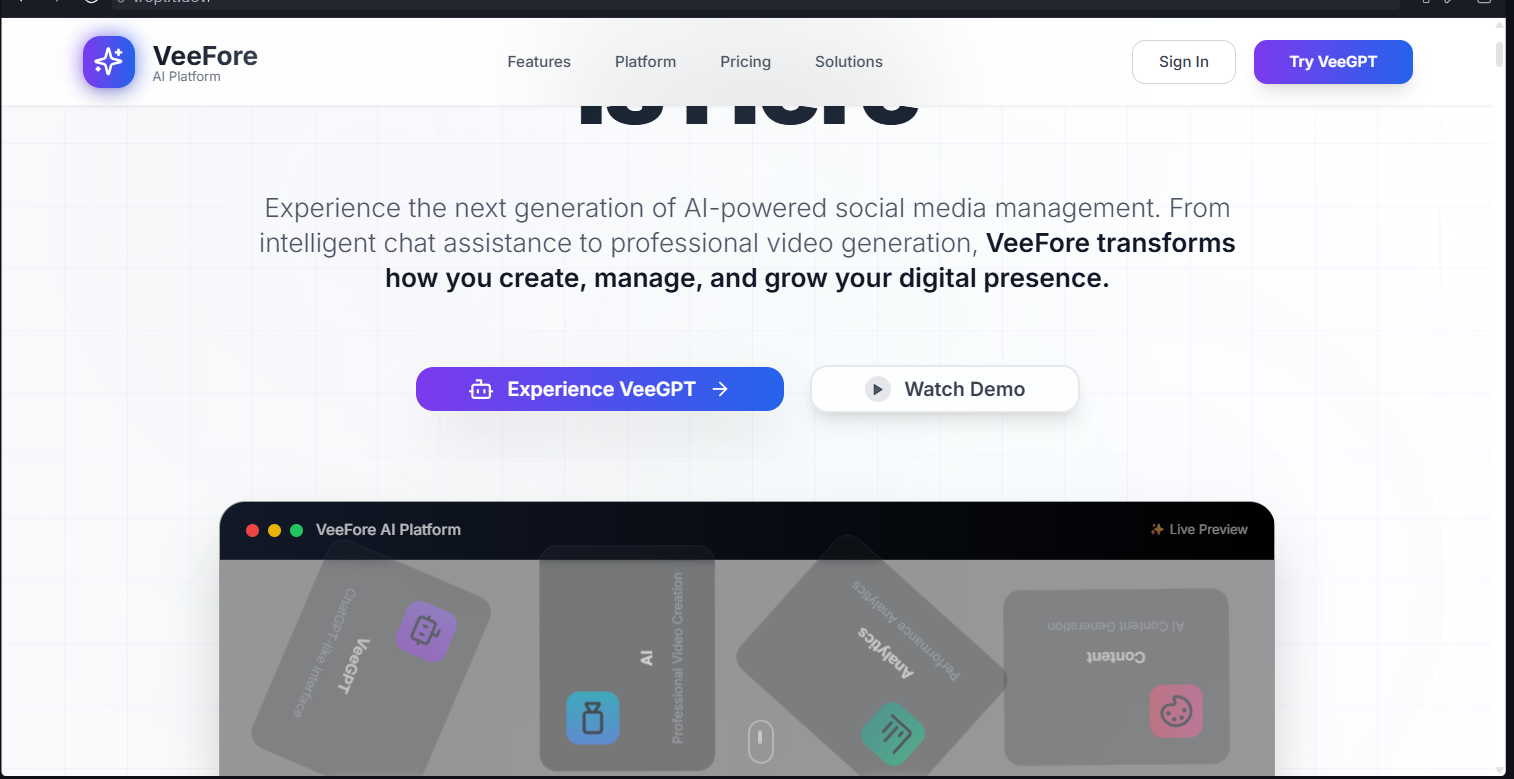 VeeFore
AI Platform
Features
Platform
Pricing
Solutions
Sign In
Try VeeGPT
is Here
Experience the next generation of AI-powered social media management. From
intelligent chat assistance to professional video generation, VeeFore transforms
how you create, manage, and grow your digital presence.
Experience VeeGPT
Watch Demo
VeeFore AI Platform
✨ Live Preview
VeeGPT
ChatGPT-like Interface
AI
Professional Video Creation
Analytics
Performance Analytics
Content
AI Content Generation